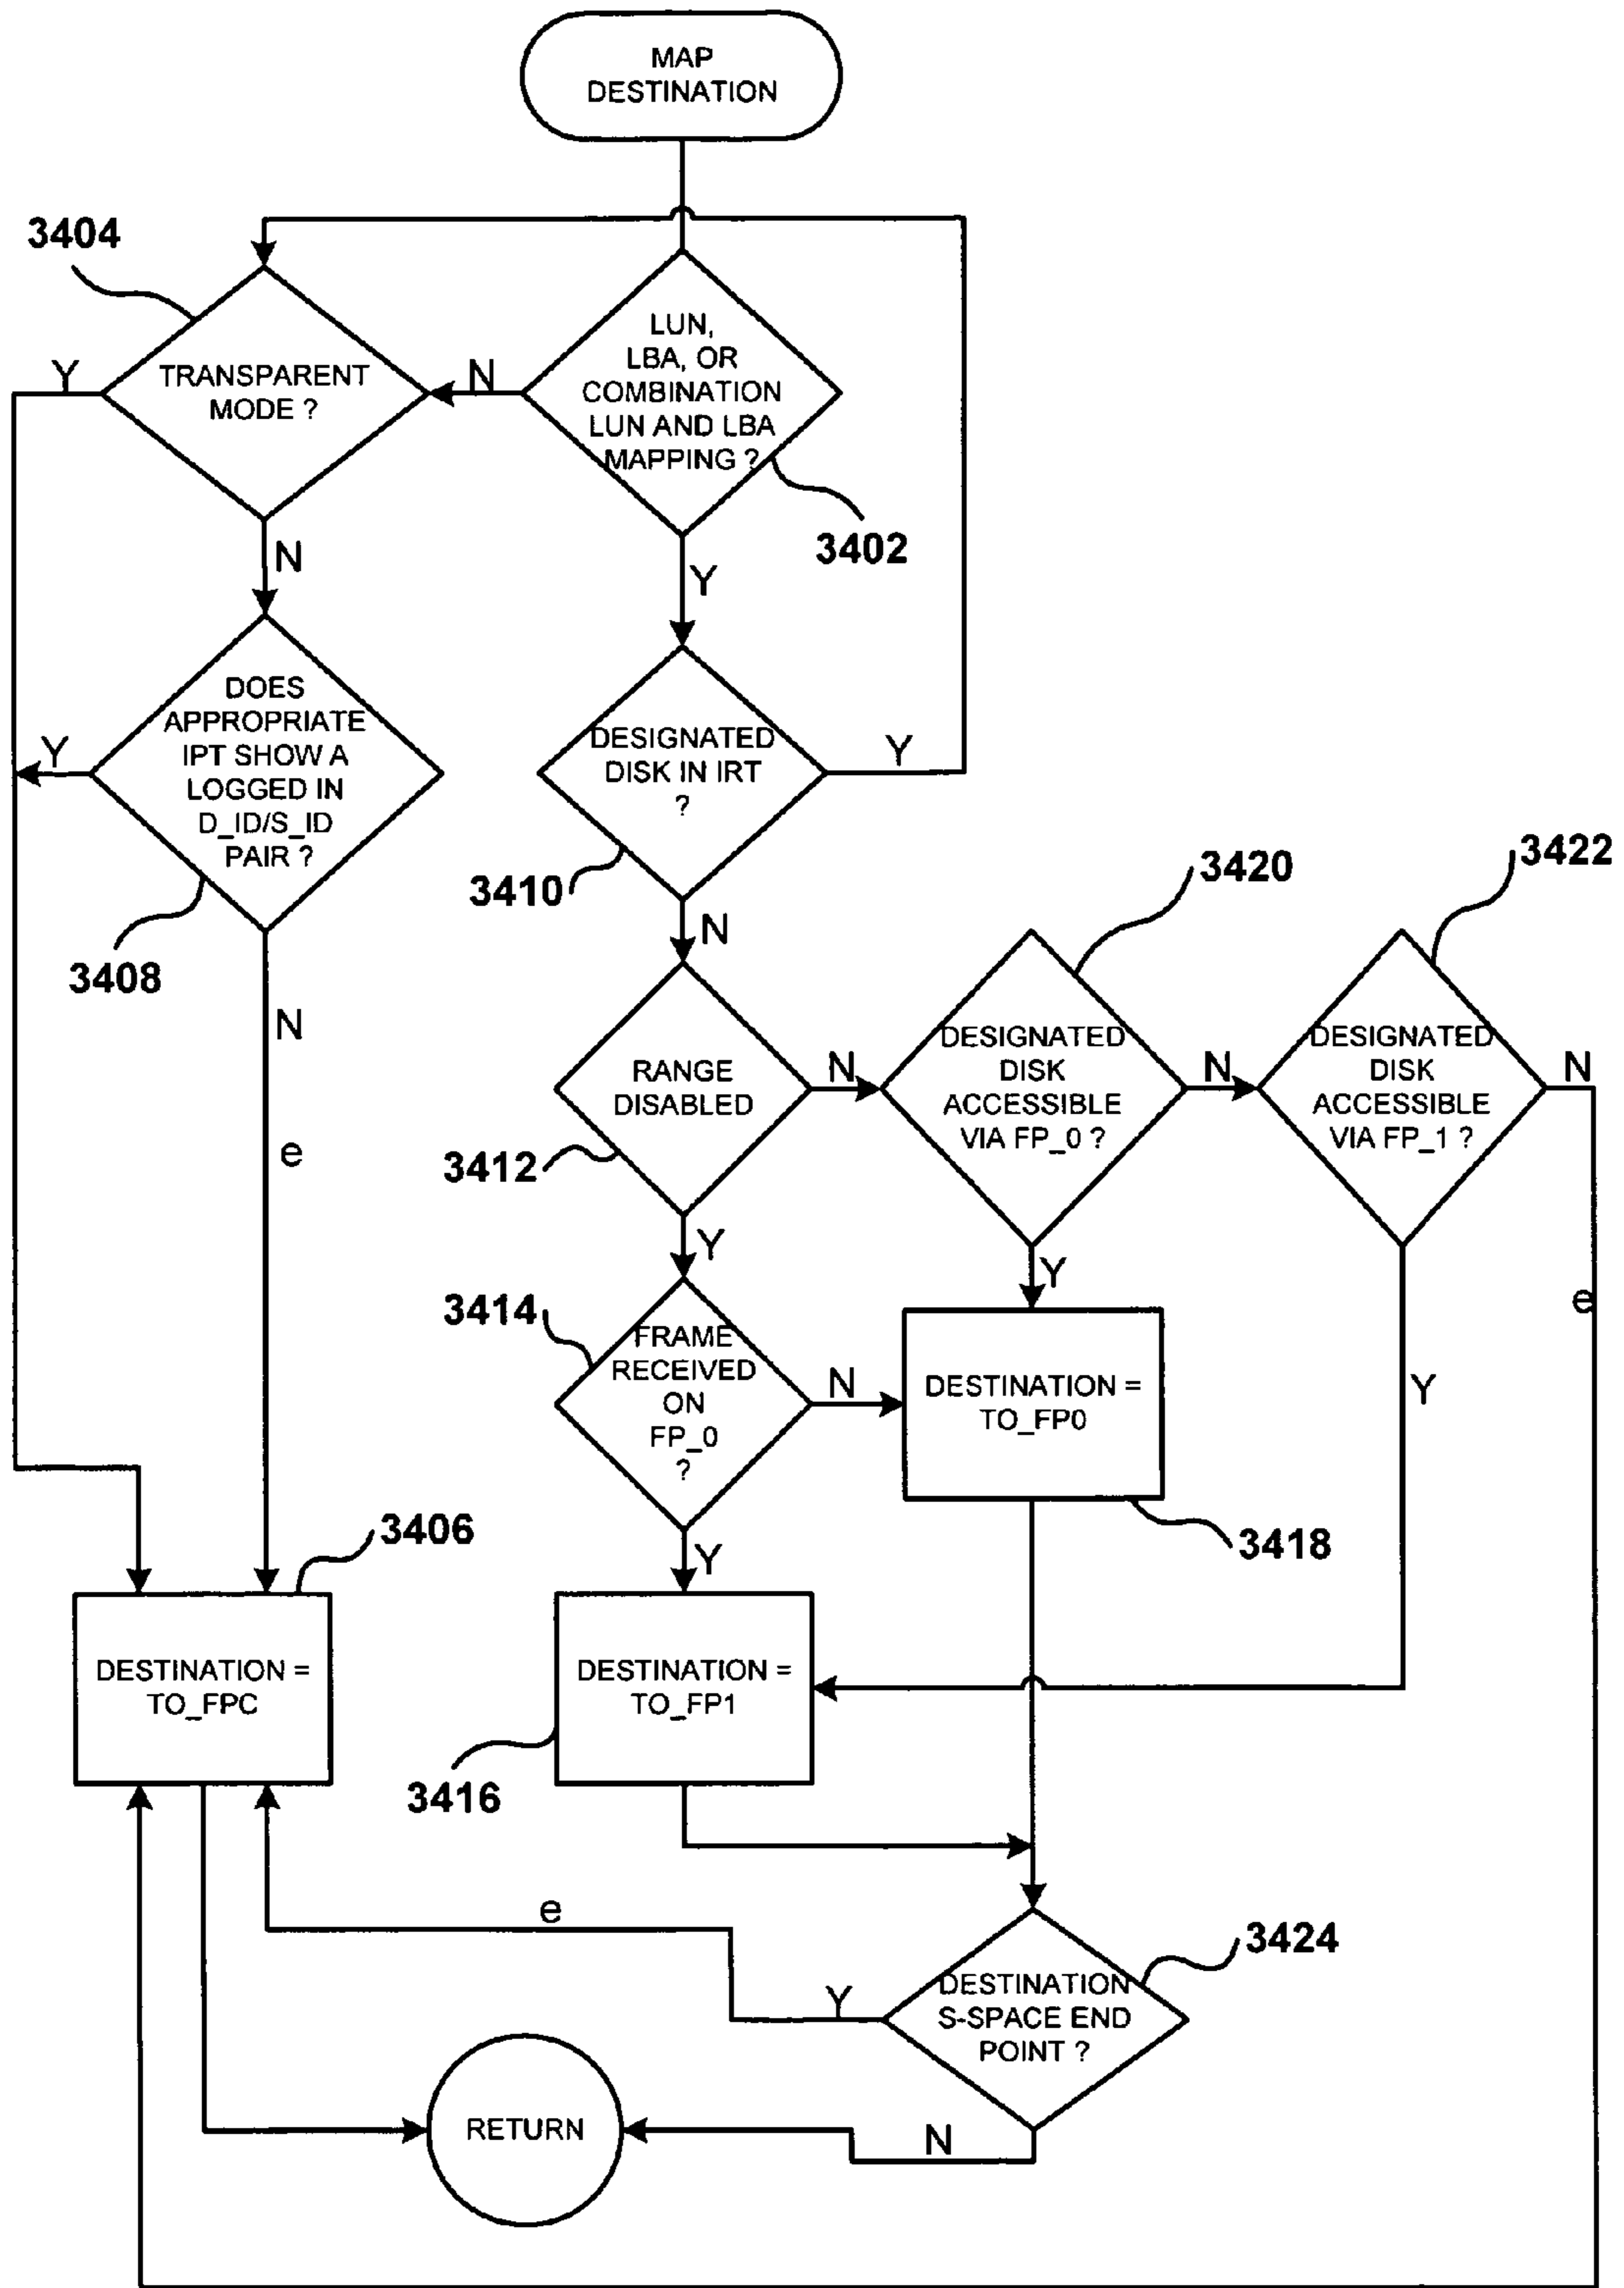 MAP
DESTINATION
3404
Y
TRANSPARENT
MODE ?
N
LUN,
LBA, OR
COMBINATION
LUN AND LBA
MAPPING ?
3402
N
Y
DOES
APPROPRIATE
IPT SHOW A
LOGGED IN
D_ID/S_ID
PAIR ?
Y
3408
DESIGNATED
DISK IN IRT
?
Y
3410
N
N
e
RANGE
DISABLED
3412
N
3420
DESIGNATED
DISK
ACCESSIBLE
VIA FP_0 ?
N
3422
DESIGNATED
DISK
ACCESSIBLE
VIA FP_1 ?
N
e
Y
Y
Y
3414
FRAME
RECEIVED
ON
FP_0
?
N
DESTINATION =
TO_FP0
3418
Y
3406
DESTINATION =
TO_FPC
DESTINATION =
TO_FP1
3416
e
3424
Y
DESTINATION
S-SPACE END
POINT ?
RETURN
N